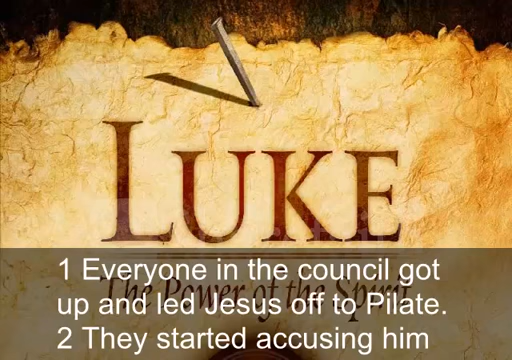 LUKE
The Power of the Spirit
1 Everyone in the council got
up and led Jesus off to Pilate.
2 They started accusing him